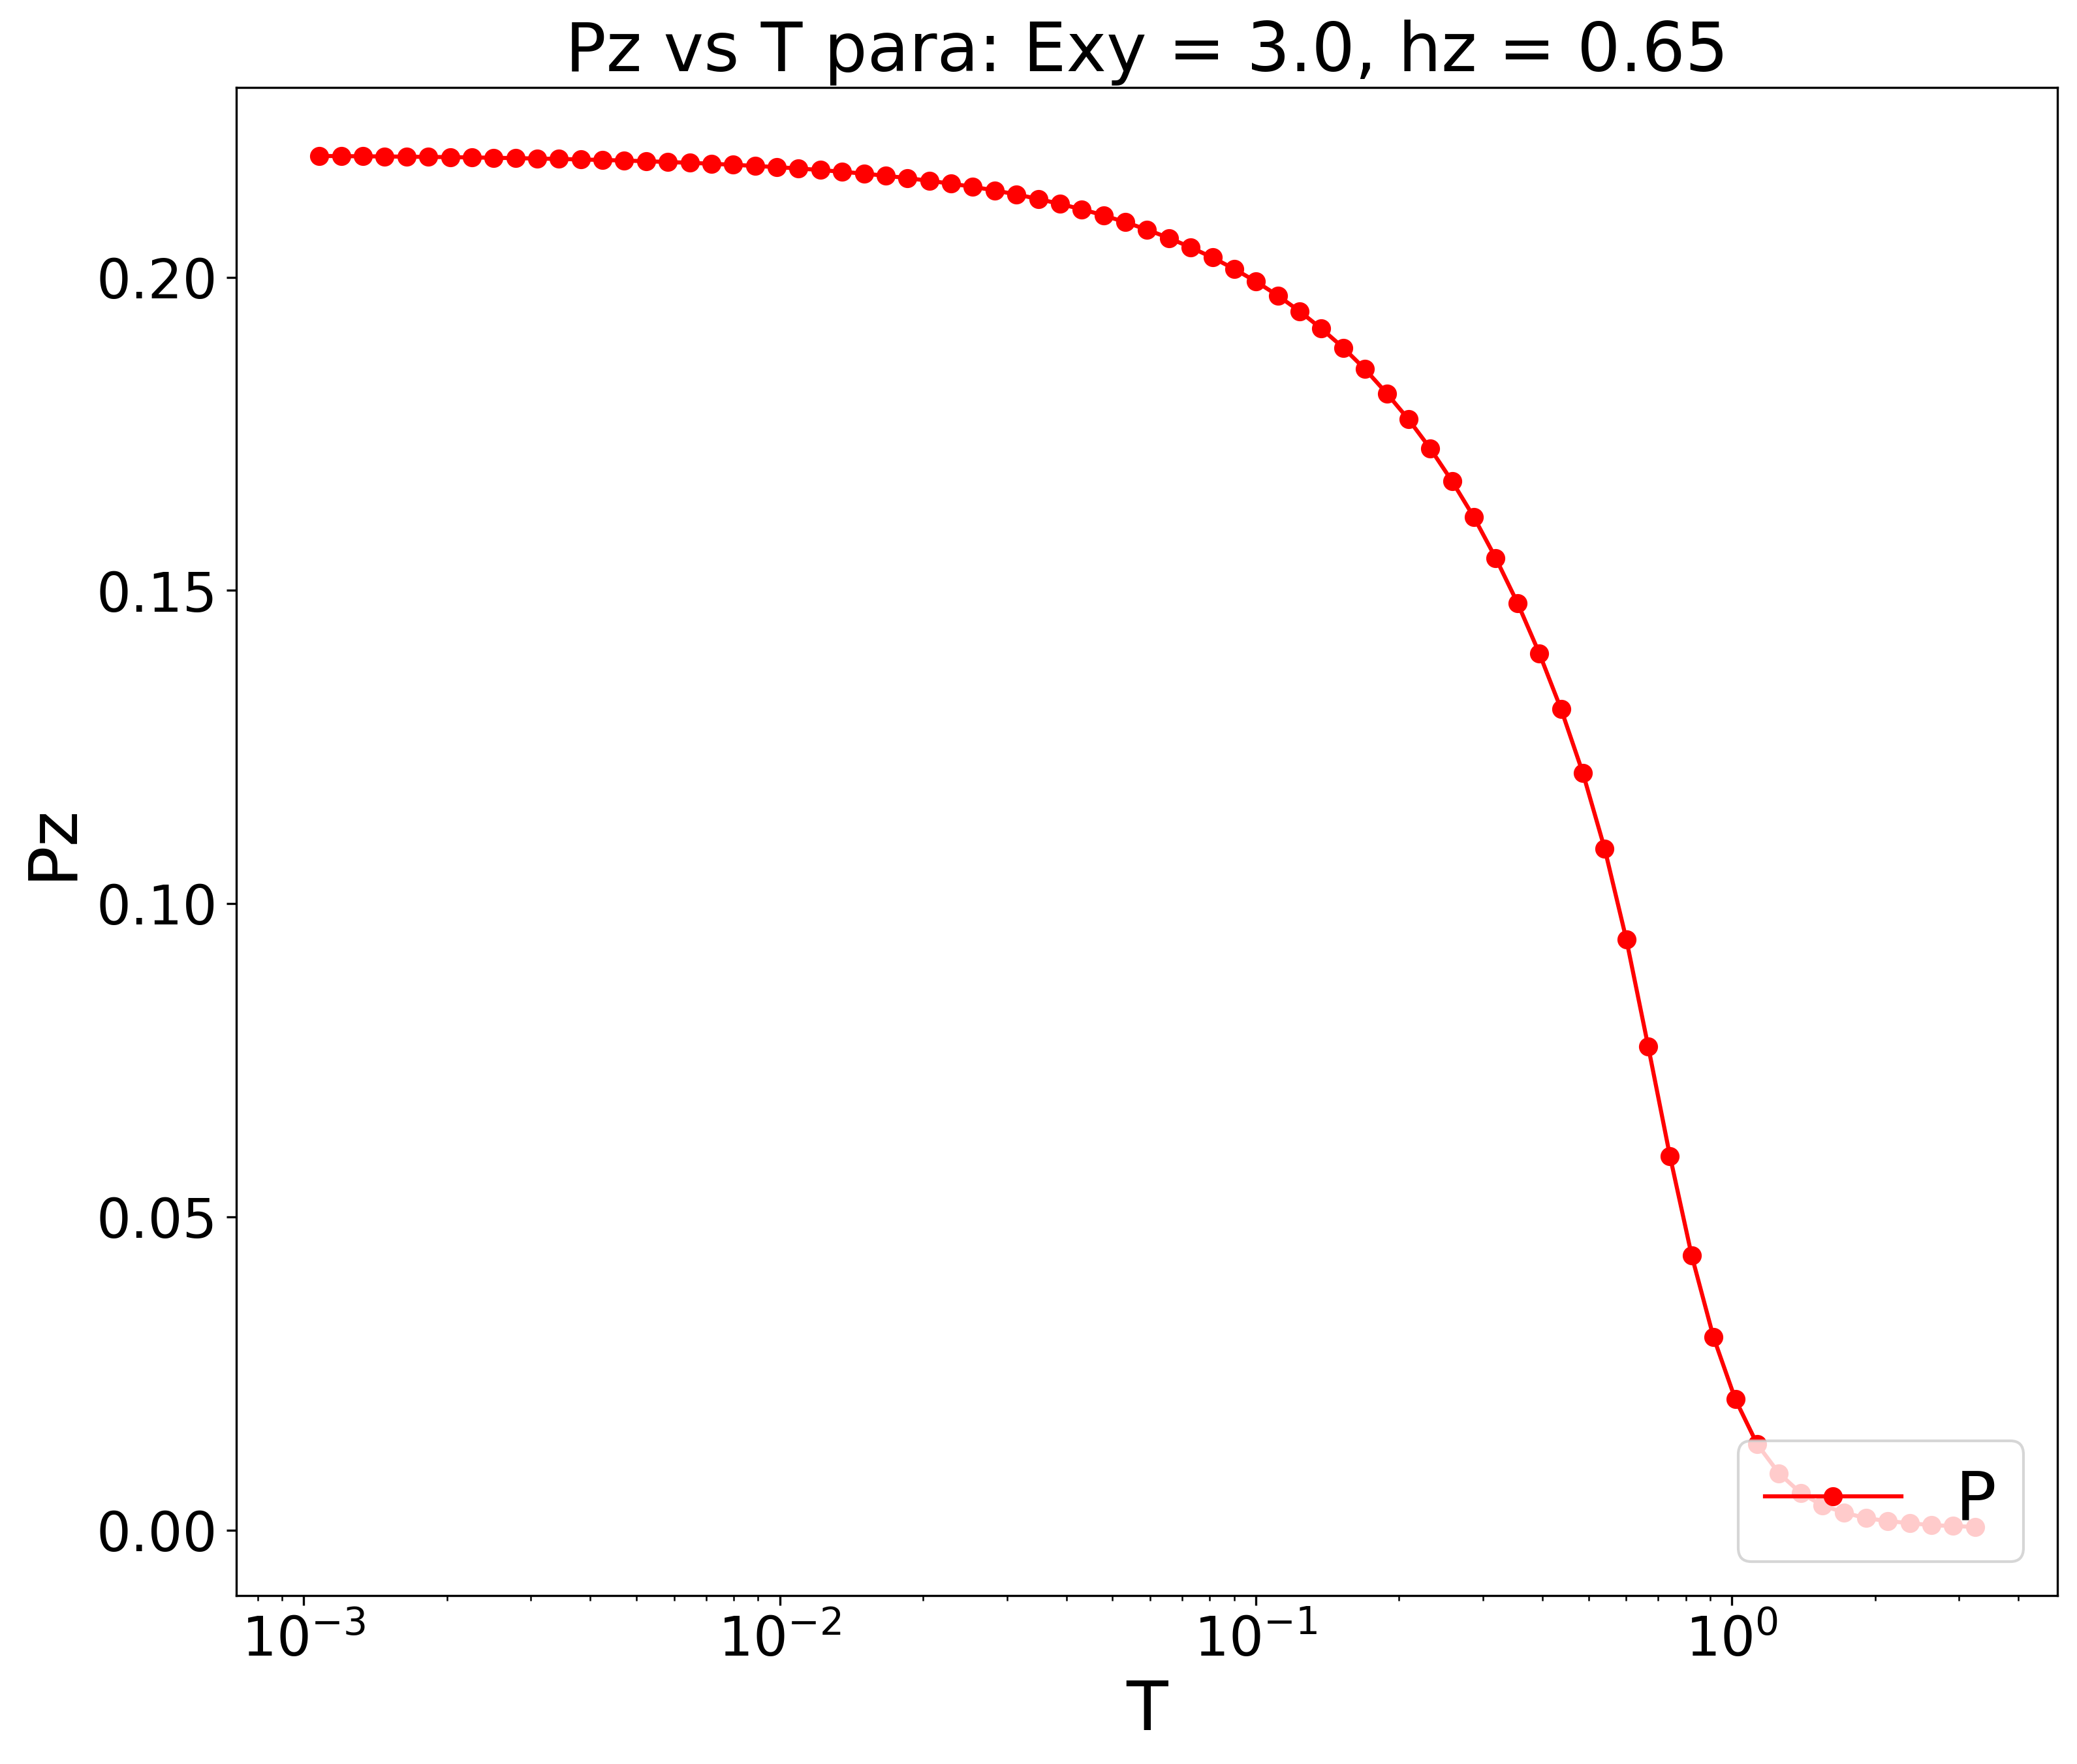 Pz vs T para: Exy = 3.0, hz = 0.65
0.20
0.15
0.10
0.05
0.00
Pz
P
10⁻³ 10⁻² 10⁻¹ 10⁰
T